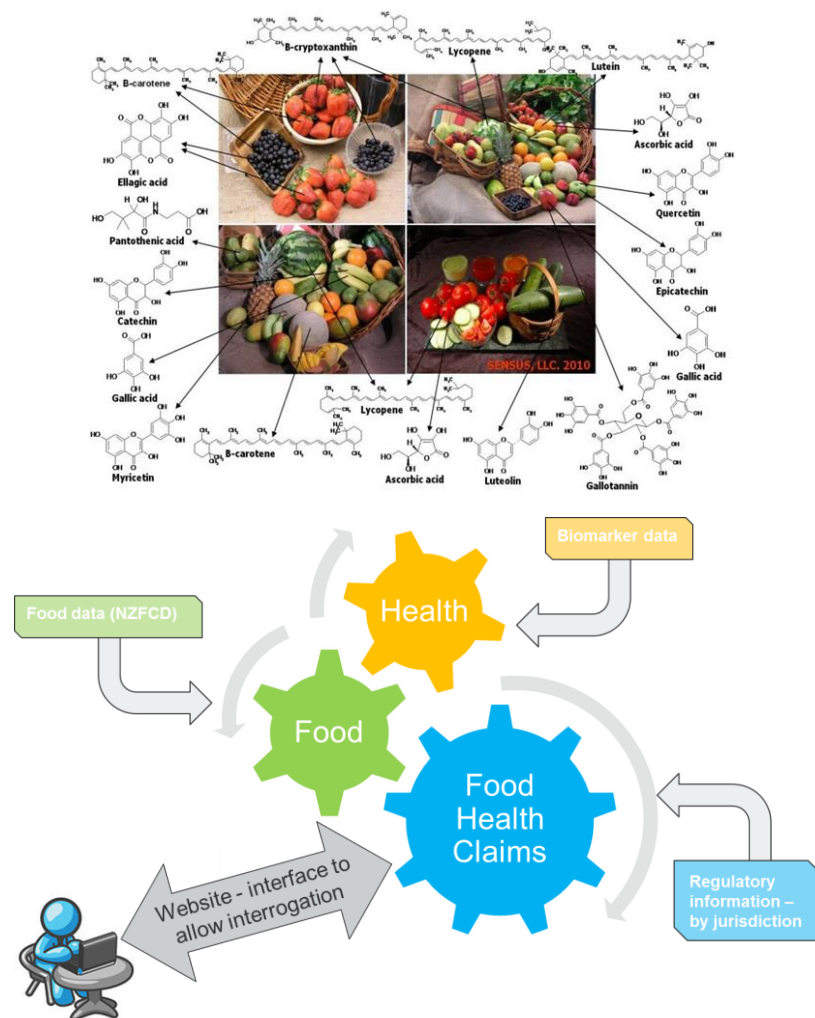 B-cryptoxanthin
Lycopene
Lutein
B-carotene
Ascorbic acid
Ellagic acid
Quercetin
Pantothenic acid
Epicatechin
Catechin
Gallic acid
Gallic acid
SENSUS, LLC. 2010
Lycopene
Myricetin
B-carotene
Ascorbic acid
Luteolin
Gallotannin
Biomarker data
Food data (NZFCD)
Health
Food
Food
Health
Claims
Website - interface to
allow interrogation
Regulatory
information –
by jurisdiction